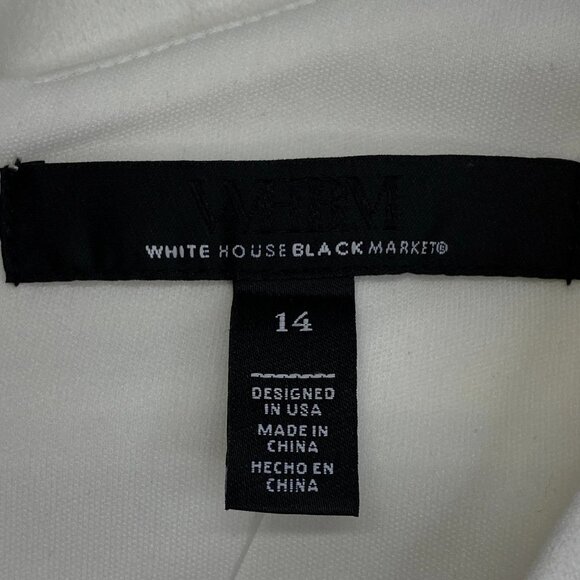 WHBM
WHITE HOUSE BLACK MARKET®
14
DESIGNED
IN USA
MADE IN
CHINA
HECHO EN
CHINA